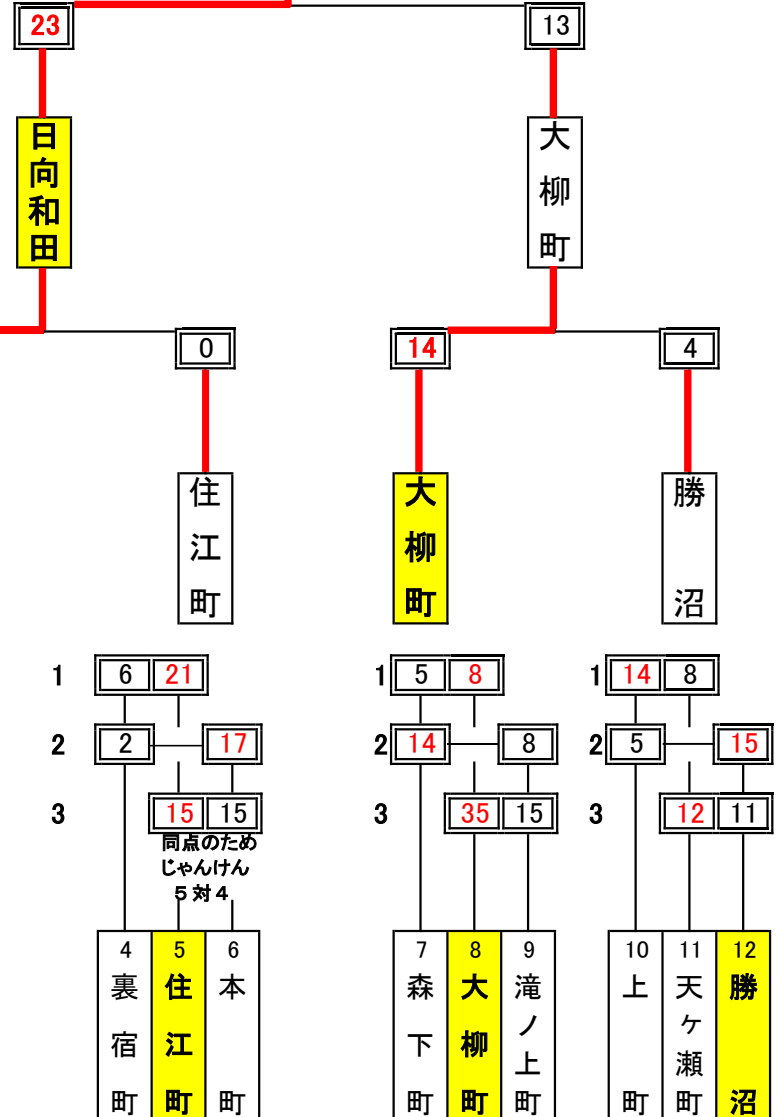 23 13
日向和田
大柳町
0 14 4
住江町
大柳町
勝沼
1 6 21 1 5 8 1 14 8
2 2 17 2 14 8 2 5 15
3 15 15 3 35 15 3 12 11
同点のため
じゃんけん
5対4
4 裏宿町
5 住江町
6 本町
7 森下町
8 大柳町
9 滝ノ上町
10 上町
11 天ケ瀬町
12 勝沼